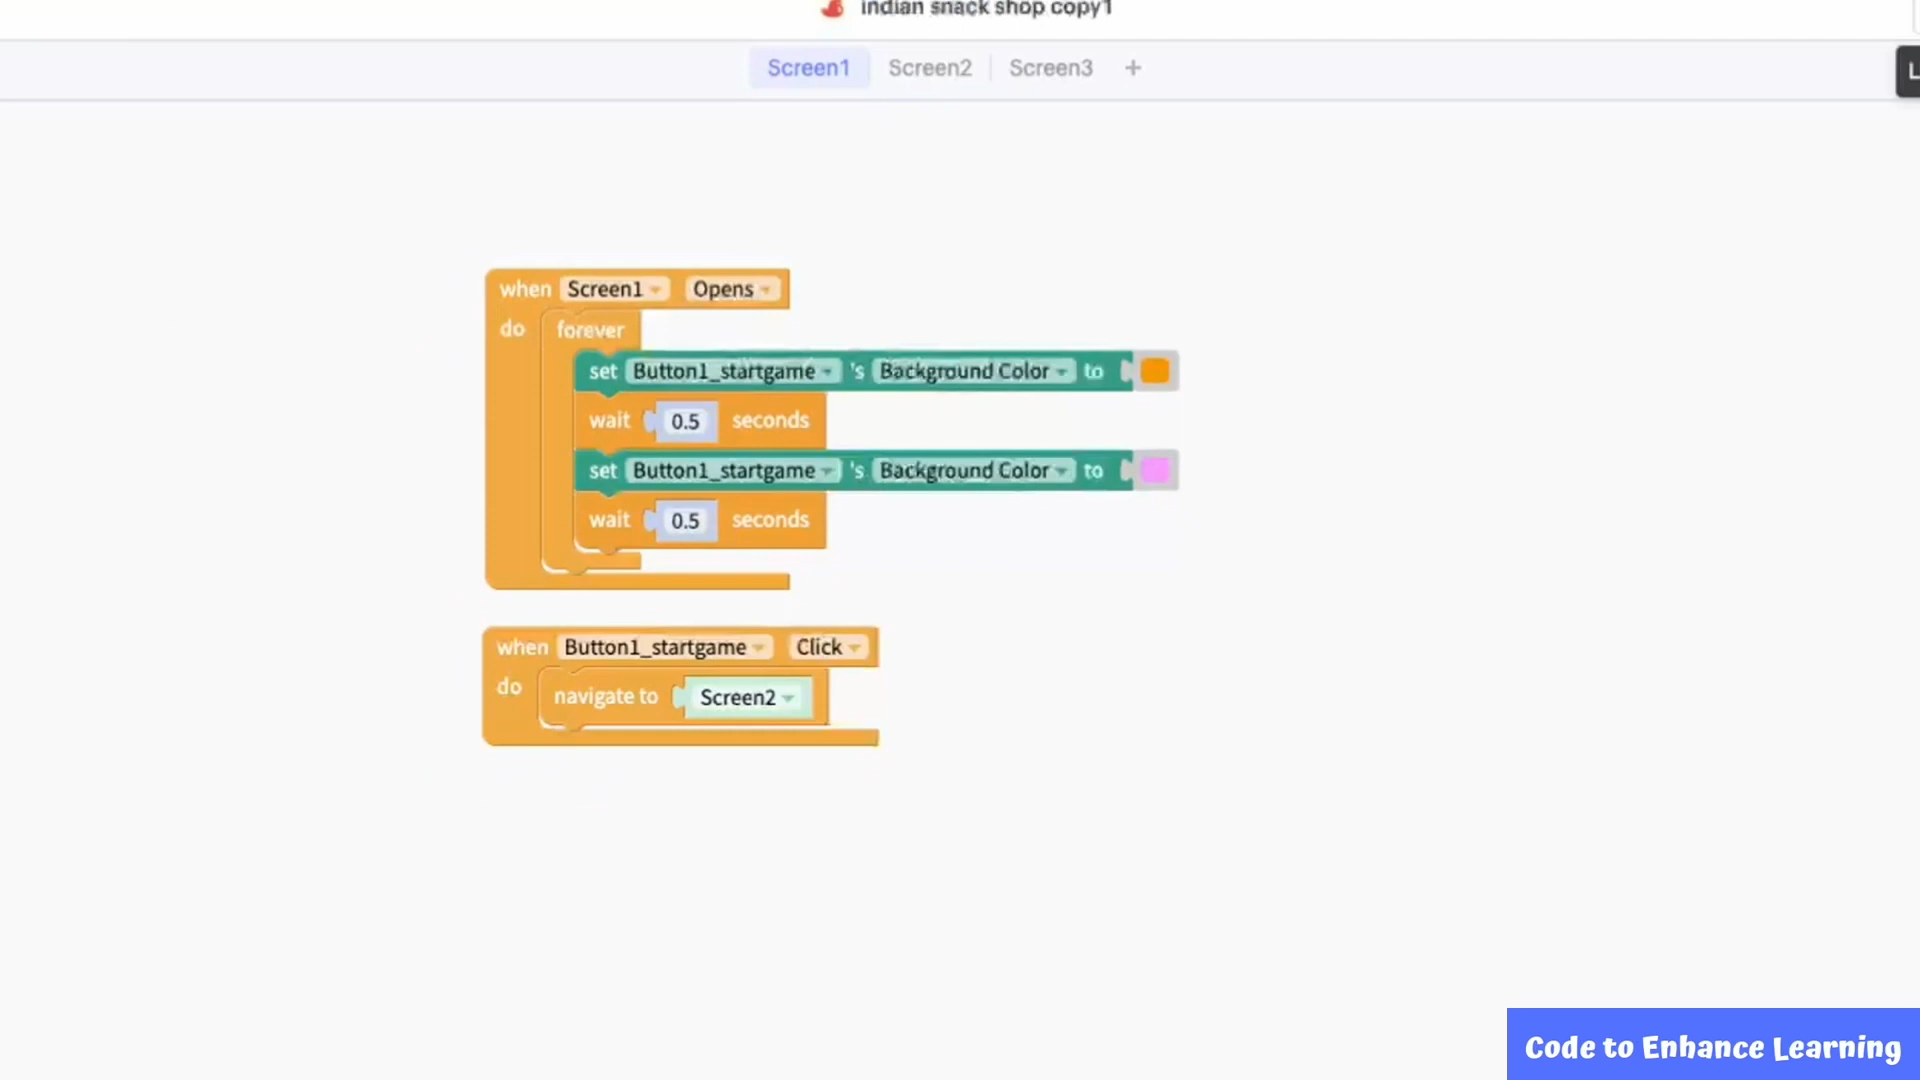 indian snack shop copy1
Screen1 Screen2 Screen3 +
when Screen1 Opens
do forever
set Button1_startgame 's Background Color to
wait 0.5 seconds
set Button1_startgame 's Background Color to
wait 0.5 seconds
when Button1_startgame Click
do navigate to Screen2
Code to Enhance Learning